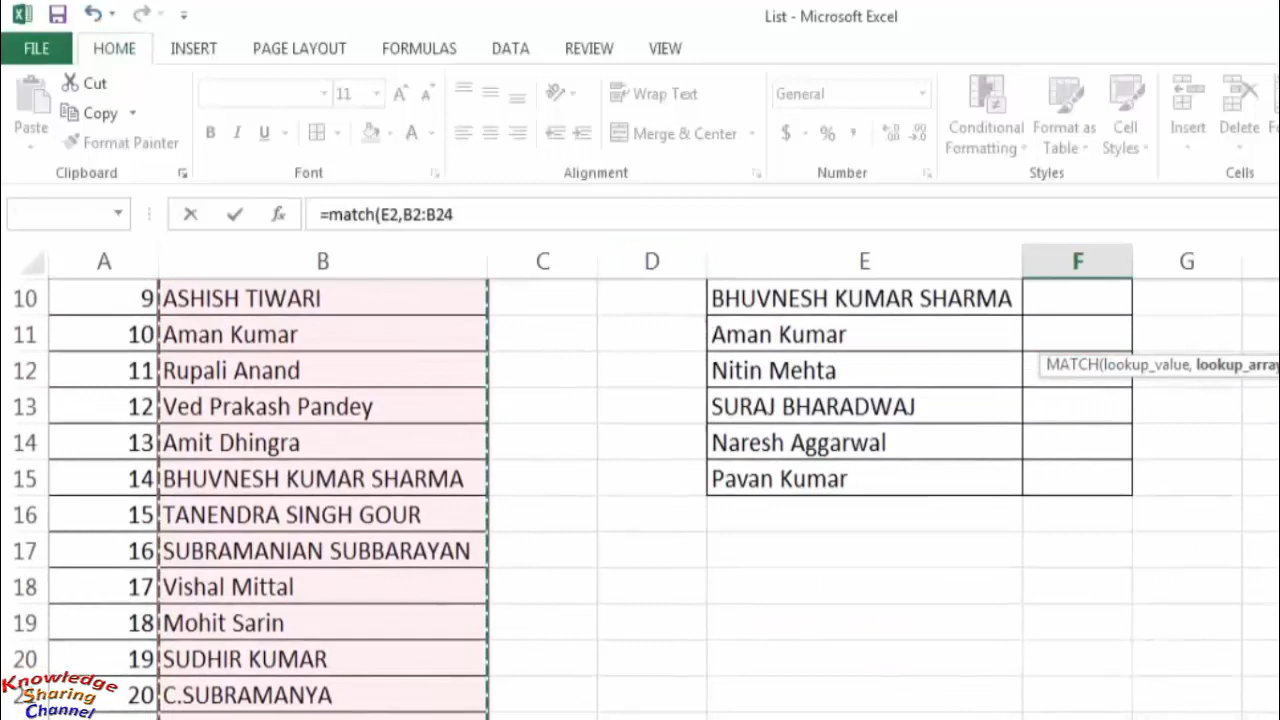 List - Microsoft Excel
FILE HOME INSERT PAGE LAYOUT FORMULAS DATA REVIEW VIEW
Cut
Copy
Format Painter
Paste
Clipboard
11
B I U A
Font
Wrap Text
Merge & Center
Alignment
General
$ % ,
Number
Conditional Formatting
Format as Table
Cell Styles
Styles
Insert Delete
Cells
fx =match(E2,B2:B24
A B C D E F G
10 9 ASHISH TIWARI BHUVNESH KUMAR SHARMA
11 10 Aman Kumar Aman Kumar
12 11 Rupali Anand Nitin Mehta
MATCH(lookup_value, lookup_array
13 12 Ved Prakash Pandey SURAJ BHARADWAJ
14 13 Amit Dhingra Naresh Aggarwal
15 14 BHUVNESH KUMAR SHARMA Pavan Kumar
16 15 TANENDRA SINGH GOUR
17 16 SUBRAMANIAN SUBBARAYAN
18 17 Vishal Mittal
19 18 Mohit Sarin
20 19 SUDHIR KUMAR
20 C.SUBRAMANYA
Knowledge
Sharing
Channel